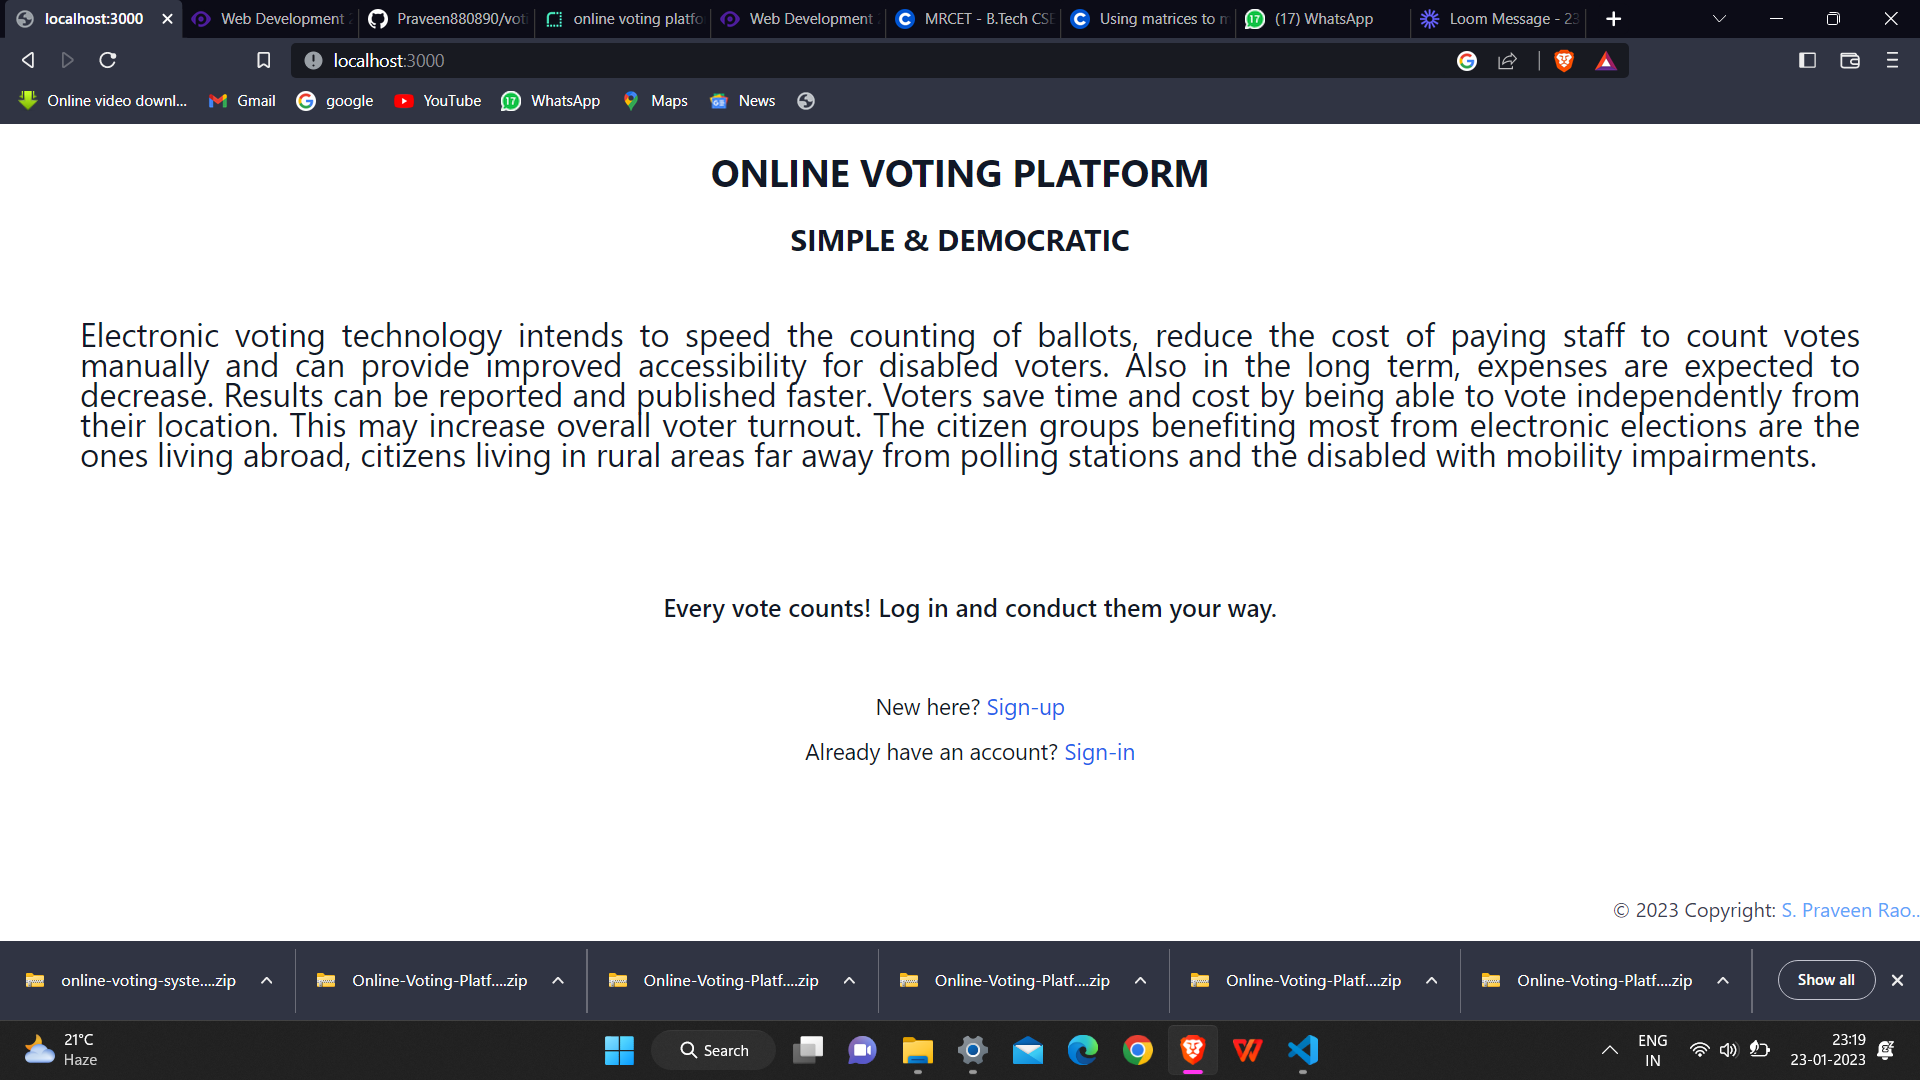 localhost:3000
Web Development 2
Praveen880890/voti
online voting platfo
Web Development 2
MRCET - B.Tech CSE
Using matrices to m
(17) WhatsApp
Loom Message - 23
localhost:3000
Online video downl...
Gmail
google
YouTube
17
WhatsApp
Maps
News
ONLINE VOTING PLATFORM
SIMPLE & DEMOCRATIC
Electronic voting technology intends to speed the counting of ballots, reduce the cost of paying staff to count votes
manually and can provide improved accessibility for disabled voters. Also in the long term, expenses are expected to
decrease. Results can be reported and published faster. Voters save time and cost by being able to vote independently from
their location. This may increase overall voter turnout. The citizen groups benefiting most from electronic elections are the
ones living abroad, citizens living in rural areas far away from polling stations and the disabled with mobility impairments.
Every vote counts! Log in and conduct them your way.
New here? Sign-up
Already have an account? Sign-in
© 2023 Copyright: S. Praveen Rao..
online-voting-syste....zip
Online-Voting-Platf....zip
Online-Voting-Platf....zip
Online-Voting-Platf....zip
Online-Voting-Platf....zip
Online-Voting-Platf....zip
Show all
21°C
Haze
Search
ENG
IN
23:19
23-01-2023